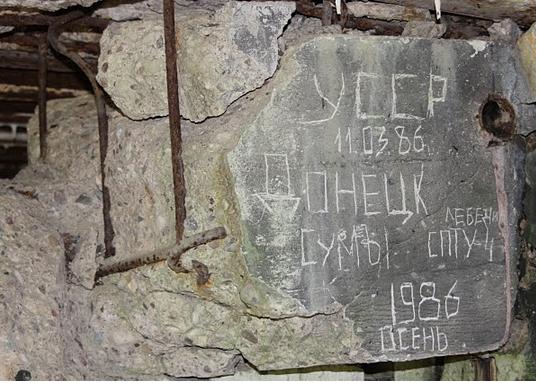 УССР
11.03.86.
ДОНЕЦК
ЛЕБЕДИН
СУМЫ СПТУ-4
1986
ОСЕНЬ